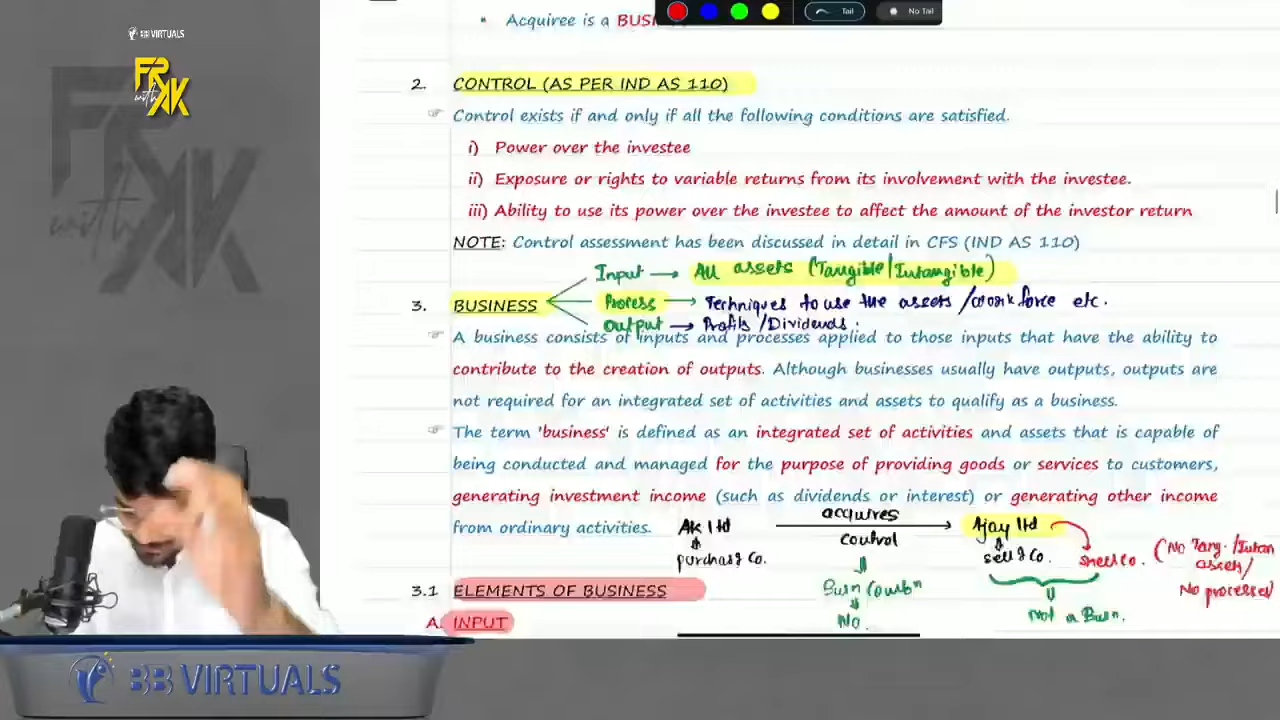 BB VIRTUALS
FR
with
AK
Tail
No Tail
Acquiree is a BUSI
2. CONTROL (AS PER IND AS 110)
Control exists if and only if all the following conditions are satisfied.
i) Power over the investee
ii) Exposure or rights to variable returns from its involvement with the investee.
iii) Ability to use its power over the investee to affect the amount of the investor return
NOTE: Control assessment has been discussed in detail in CFS (IND AS 110)
Input → All assets (Tangible/Intangible)
3. BUSINESS Process → Techniques to use the assets/work force etc.
Output → Profits/Dividends.
A business consists of inputs and processes applied to those inputs that have the ability to
contribute to the creation of outputs. Although businesses usually have outputs, outputs are
not required for an integrated set of activities and assets to qualify as a business.
The term 'business' is defined as an integrated set of activities and assets that is capable of
being conducted and managed for the purpose of providing goods or services to customers,
generating investment income (such as dividends or interest) or generating other income
from ordinary activities.
AK ltd acquires Ajay ltd
control
purchasg Co. sellg Co. Shell Co. (No Tang./Intan
assets/
No processed
Busn Combn Not a Busn.
No.
3.1 ELEMENTS OF BUSINESS
A. INPUT
BB VIRTUALS